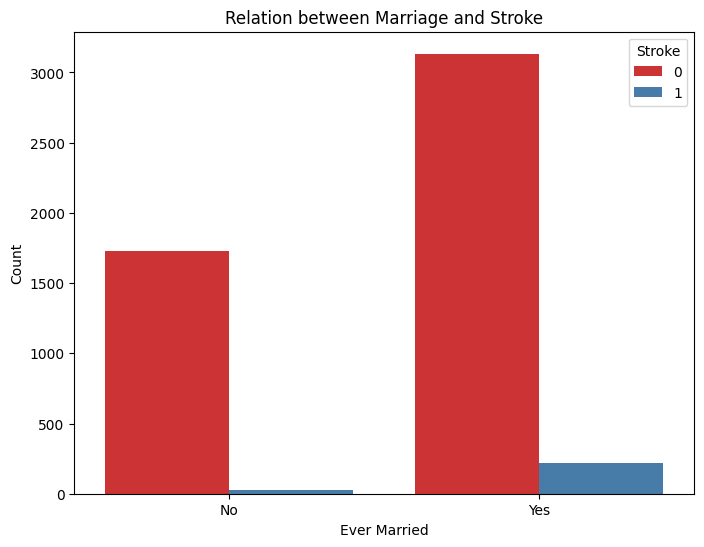 Relation between Marriage and Stroke
Stroke
0
1
3000
2500
2000
1500
1000
500
0
Count
No
Yes
Ever Married